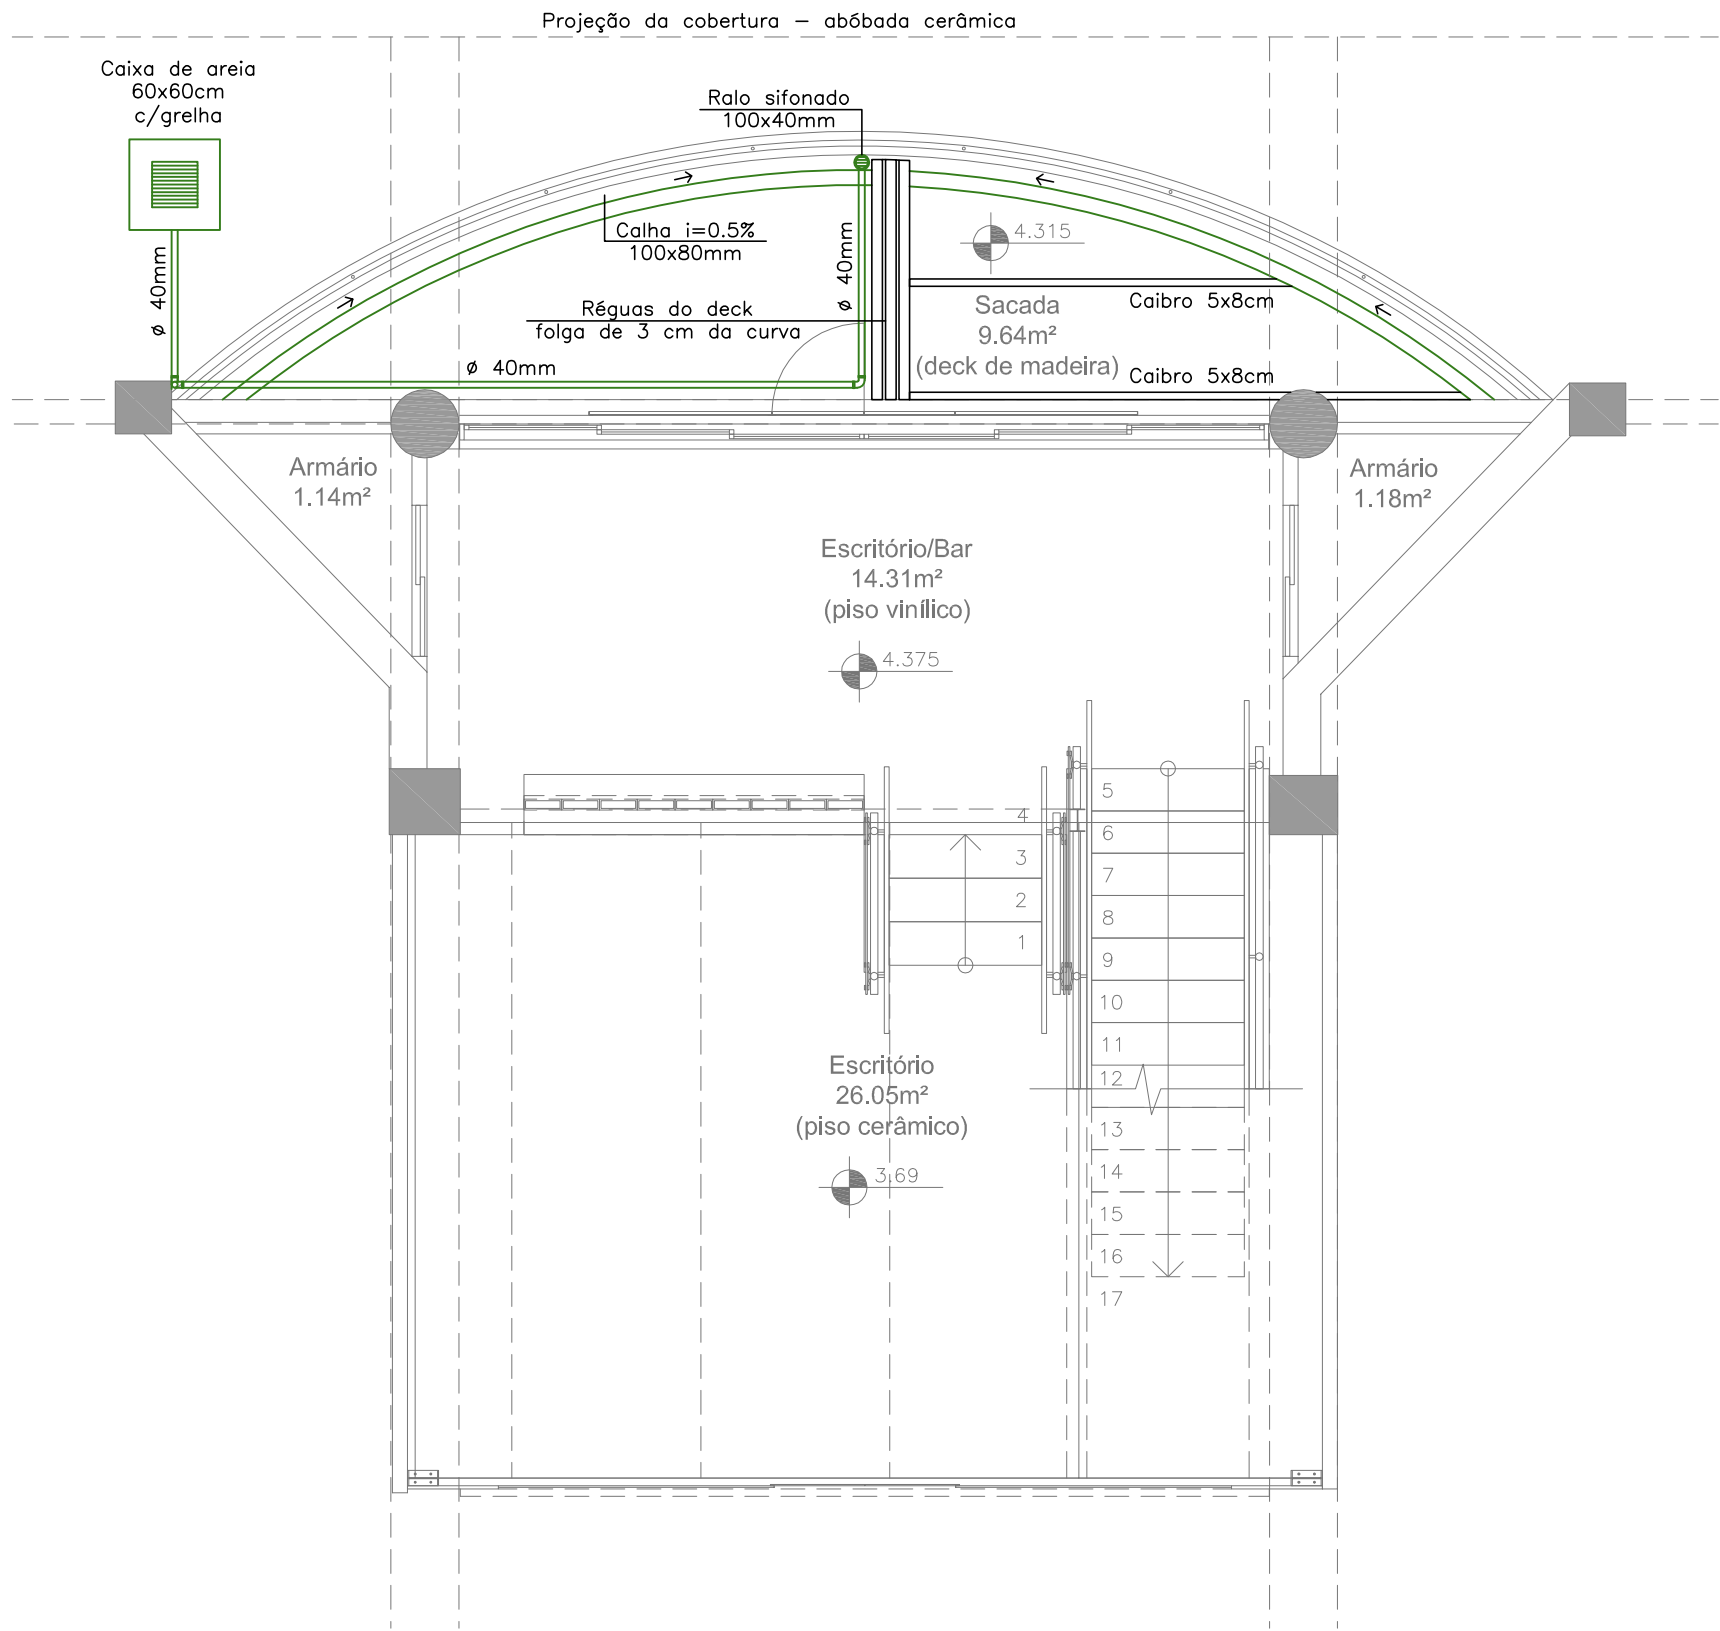 Projeção da cobertura – abóbada cerâmica
Caixa de areia
60x60cm
c/grelha
Ralo sifonado
100x40mm
Calha i=0.5%
100x80mm
ø 40mm
ø 40mm
4.315
Réguas do deck
folga de 3 cm da curva
Sacada
9.64m²
(deck de madeira)
Caibro 5x8cm
Caibro 5x8cm
ø 40mm
Armário
1.14m²
Armário
1.18m²
Escritório/Bar
14.31m²
(piso vinílico)
4.375
4
3
2
1
5
6
7
8
9
10
11
12
13
14
15
16
17
Escritório
26.05m²
(piso cerâmico)
3.69